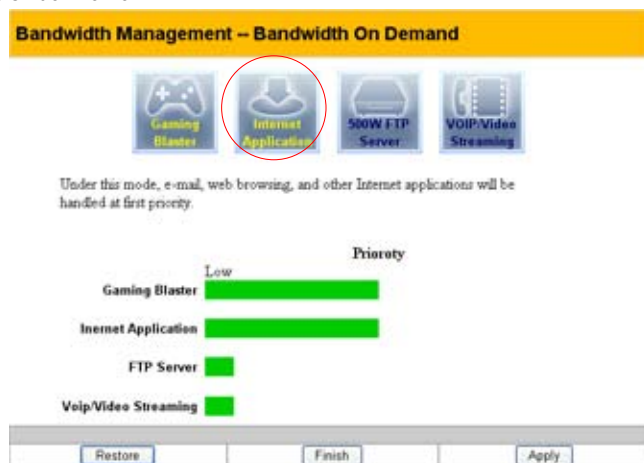 Bandwidth Management -- Bandwidth On Demand
Gaming
Blaster
Internet
Application
500W FTP
Server
VOIP/Video
Streaming
Under this mode, e-mail, web browsing, and other Internet applications will be
handled at first priority.
Prioroty
Low
Gaming Blaster
Inernet Application
FTP Server
Voip/Video Streaming
Restore
Finish
Apply